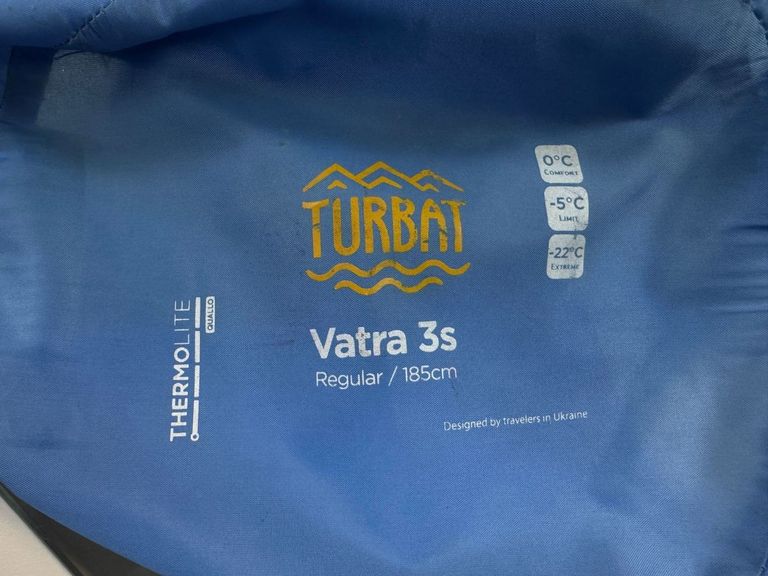 TURBAT
0°C
COMFORT
-5°C
LIMIT
-22°C
EXTREME
THERMOLITE
QUALLO
Vatra 3s
Regular / 185cm
Designed by travelers in Ukraine